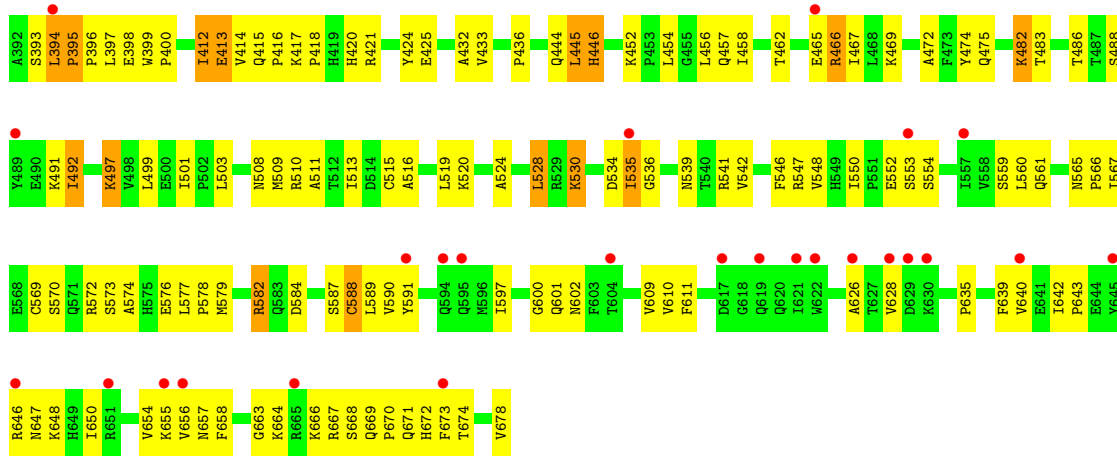 A392 S393 L394 P395 P396 L397 E398 W399 P400 I412 E413 V414 Q415 P416 K417 P418 H419 H420 R421 Y424 E425 A432 V433 P436 Q444 L445 H446 K452 P453 L454 G455 L456 Q457 I458 T462 E465 R466 I467 L468 K469 A472 F473 Y474 Q475 K482 T483 T486 T487 S488
Y489 E490 K491 I492 K497 V498 L499 E500 I501 P502 L503 N508 M509 R510 A511 T512 I513 D514 C515 A516 L519 K520 A524 L528 R529 K530 D534 I535 G536 N539 T540 R541 V542 F546 R547 V548 H549 I550 P551 E552 S553 S554 I557 V558 S559 L560 Q561 N565 P566 I567
E568 C569 S570 Q571 R572 S573 A574 H575 E576 L577 P578 M579 R582 Q583 D584 S587 C588 L589 V590 Y591 Q594 Q595 M596 I597 G600 Q601 N602 F603 T604 V609 V610 F611 D617 G618 Q619 Q620 I621 W622 A626 T627 V628 D629 K630 P635 F639 V640 E641 I642 P643 E644 Y645
R646 N647 K648 H649 I650 R651 V654 K655 V656 N657 F658 G663 K664 R665 K666 R667 S668 Q669 P670 Q671 H672 F673 T674 V678